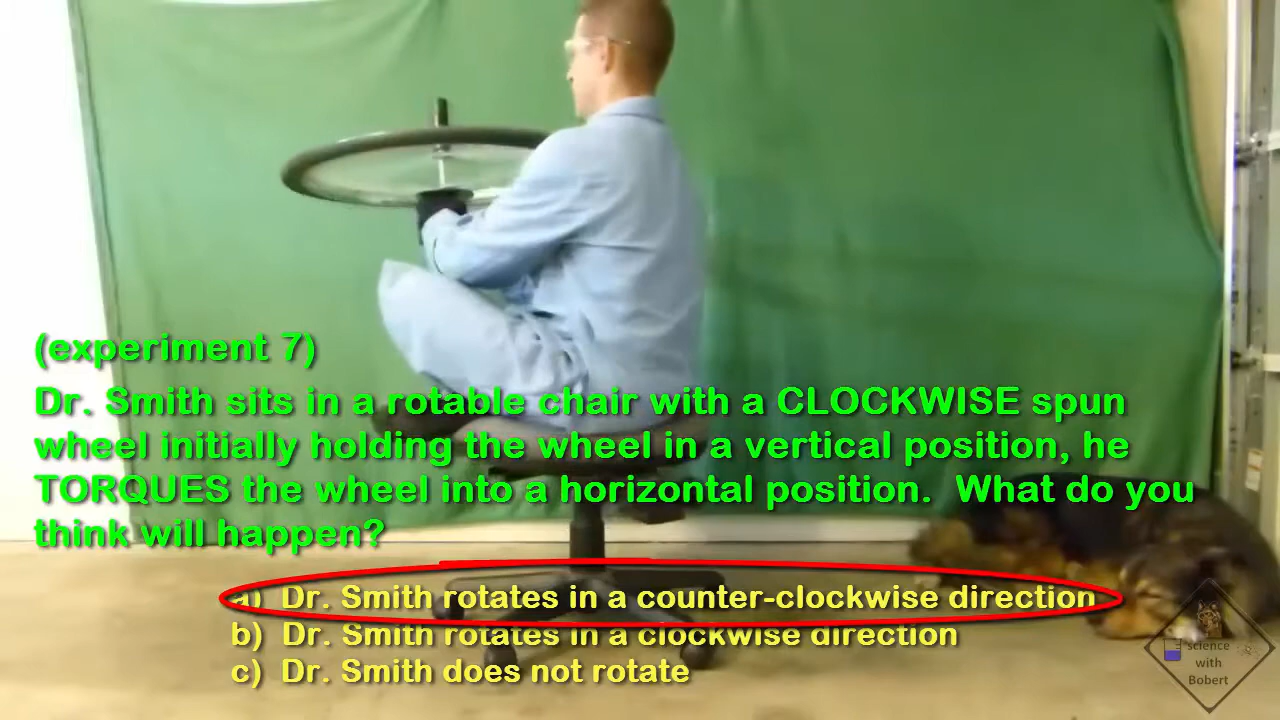 (experiment 7)
Dr. Smith sits in a rotable chair with a CLOCKWISE spun
wheel initially holding the wheel in a vertical position, he
TORQUES the wheel into a horizontal position. What do you
think will happen?
a) Dr. Smith rotates in a counter-clockwise direction
b) Dr. Smith rotates in a clockwise direction
c) Dr. Smith does not rotate
science
with
Bobert